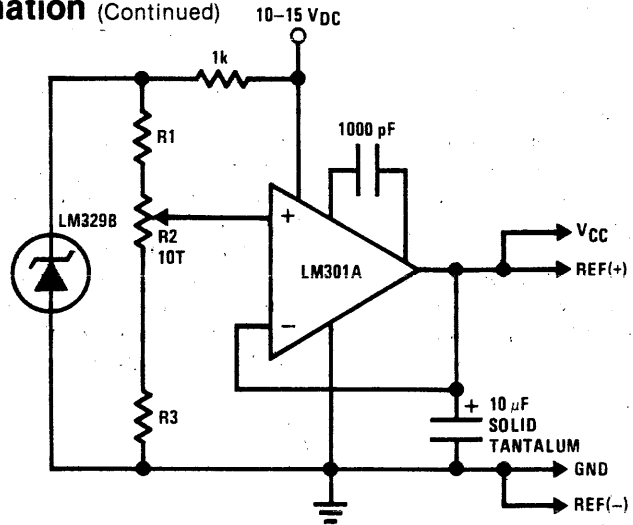 mation (Continued)
10–15 VDC
1k
R1
1000 pF
LM329B
R2
10T
+
LM301A
−
VCC
REF(+)
R3
+ 10 μF
SOLID
TANTALUM
GND
REF(−)